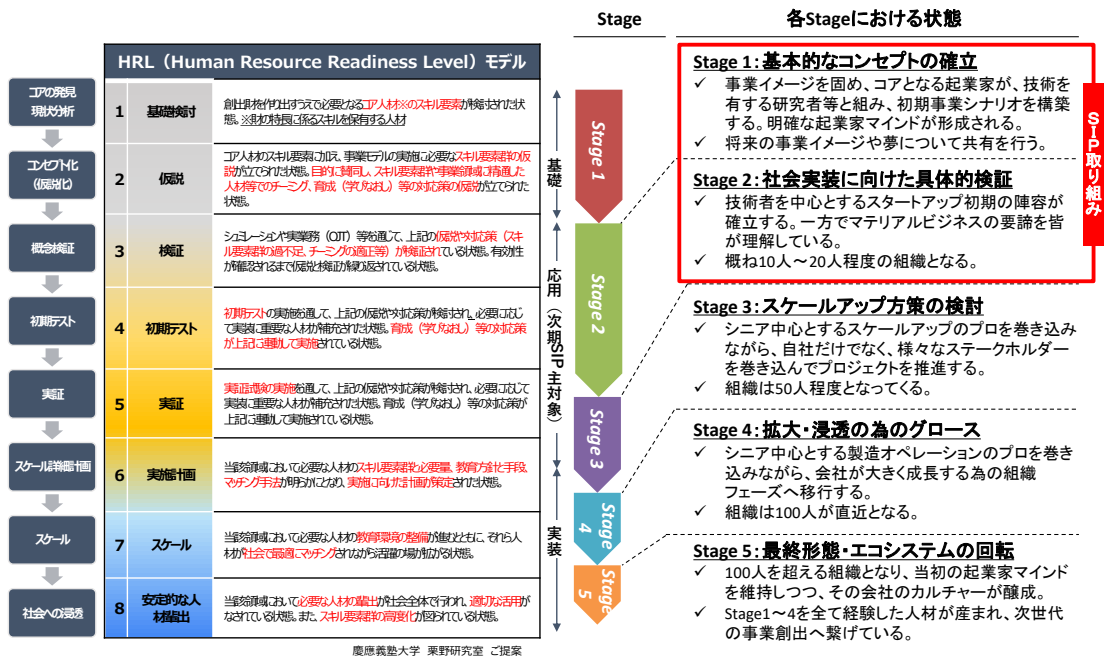 Stage
各Stageにおける状態
HRL（Human Resource Readiness Level）モデル
コアの発見
現状分析
コンセプト化
（仮説化）
概念検証
初期テスト
実証
スケール詳細計画
スケール
社会への浸透
1
基礎検討
創出財を作り出すうえで必要となるコア人材※のスキル要素が検討された状
態。※財の特長に係るスキルを保有する人材
2
仮説
コア人材のスキル要素に加え、事業モデルの実施に必要なスキル要素群の仮
説が立てられた状態。目的に賛同し、スキル要素群や事業領域に精通した
人材等でのチーミング、育成（学びなおし）等の対応策の仮説が立てられた
状態。
3
検証
シュミレーションや実業務（OJT）等を通じて、上記の仮説や対応策（スキ
ル要素群の過不足、チーミングの適正等）が検証されている状態。有効性
が確認されるまで仮説と検証が繰り返されている状態。
4
初期テスト
初期テストの実施を通して、上記の仮説や対応策が検討され、必要に応じ
て実装に重要な人材が補充された状態。育成（学びなおし）等の対応策
が上記に連動して実施されている状態。
5
実証
実証試験の実施を通して、上記の仮説や対応策が検討され、必要に応じて
実装に重要な人材が補充された状態。育成（学びなおし）等の対応策が
上記に連動して実施されている状態。
6
実施計画
当該領域において必要な人材のスキル要素群と必要量、教育方針と手段、
マッチング手法が明らかになり、実施に向けた計画が策定された状態。
7
スケール
当該領域において必要な人材の教育環境の整備が進むとともに、それら人
材が社会で最適にマッチングされながら活躍の場が拡がる状態。
8
安定的な人
材輩出
当該領域において必要な人材の輩出が社会全体で行われ、適切な活用が
なされている状態。また、スキル要素群の高度化が図られている状態。
慶應義塾大学　栗野研究室　ご提案
基礎
応用（次期SIP主対象）
実装
Stage 1
Stage 2
Stage 3
Stage
4
Stage
5
Stage 1：基本的なコンセプトの確立
✓ 事業イメージを固め、コアとなる起業家が、技術を
有する研究者等と組み、初期事業シナリオを構築
する。明確な起業家マインドが形成される。
✓ 将来の事業イメージや夢について共有を行う。
Stage 2：社会実装に向けた具体的検証
✓ 技術者を中心とするスタートアップ初期の陣容が
確立する。一方でマテリアルビジネスの要諦を皆
が理解している。
✓ 概ね10人～20人程度の組織となる。
SIP取り組み
Stage 3：スケールアップ方策の検討
✓ シニア中心とするスケールアップのプロを巻き込み
ながら、自社だけでなく、様々なステークホルダー
を巻き込んでプロジェクトを推進する。
✓ 組織は50人程度となってくる。
Stage 4：拡大・浸透の為のグロース
✓ シニア中心とする製造オペレーションのプロを巻き
込みながら、会社が大きく成長する為の組織
フェーズへ移行する。
✓ 組織は100人が直近となる。
Stage 5：最終形態・エコシステムの回転
✓ 100人を超える組織となり、当初の起業家マインド
を維持しつつ、その会社のカルチャーが醸成。
✓ Stage1～4を全て経験した人材が産まれ、次世代
の事業創出へ繋げている。